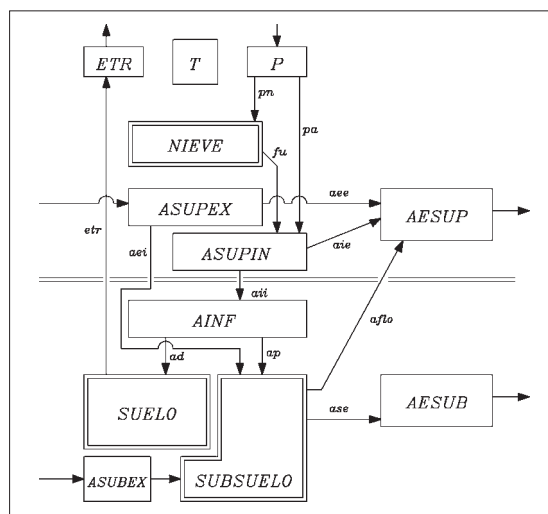 ETR
T
P
pn
pa
NIEVE
fu
ASUPEX
aee
AESUP
etr
aei
ASUPIN
aie
aii
AINF
aflo
ad
ap
SUELO
AESUB
ase
SUBSUELO
ASUBEX